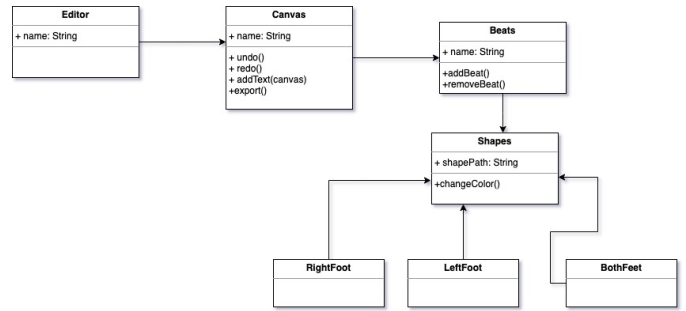 Editor
+ name: String
Canvas
+ name: String
+ undo()
+ redo()
+ addText(canvas)
+export()
Beats
+ name: String
+addBeat()
+removeBeat()
Shapes
+ shapePath: String
+changeColor()
RightFoot
LeftFoot
BothFeet